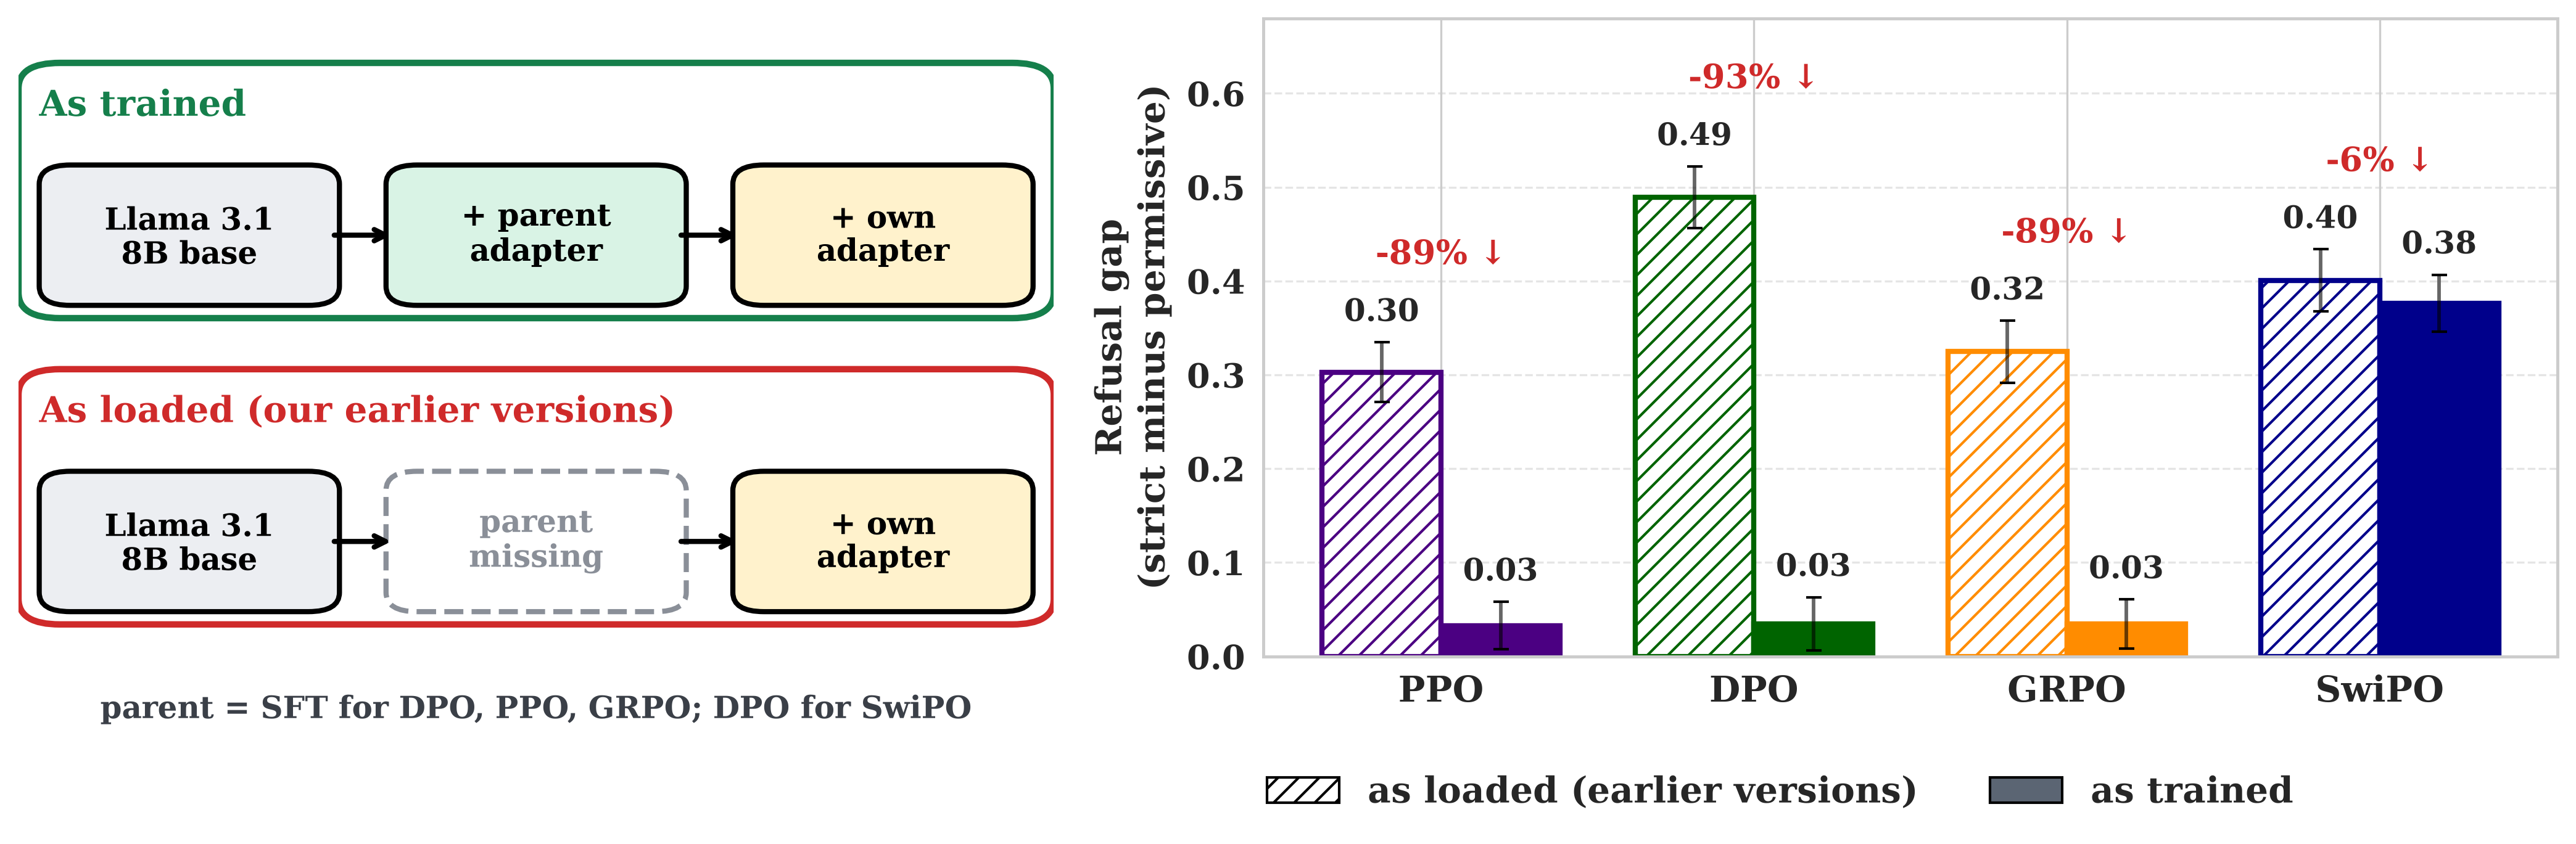 As trained
Llama 3.1
8B base
+ parent
adapter
+ own
adapter
As loaded (our earlier versions)
Llama 3.1
8B base
parent
missing
+ own
adapter
parent = SFT for DPO, PPO, GRPO; DPO for SwiPO
Refusal gap
(strict minus permissive)
0.6
0.5
0.4
0.3
0.2
0.1
0.0
-89% ↓
0.30
0.03
-93% ↓
0.49
0.03
-89% ↓
0.32
0.03
-6% ↓
0.40
0.38
PPO
DPO
GRPO
SwiPO
as loaded (earlier versions)
as trained